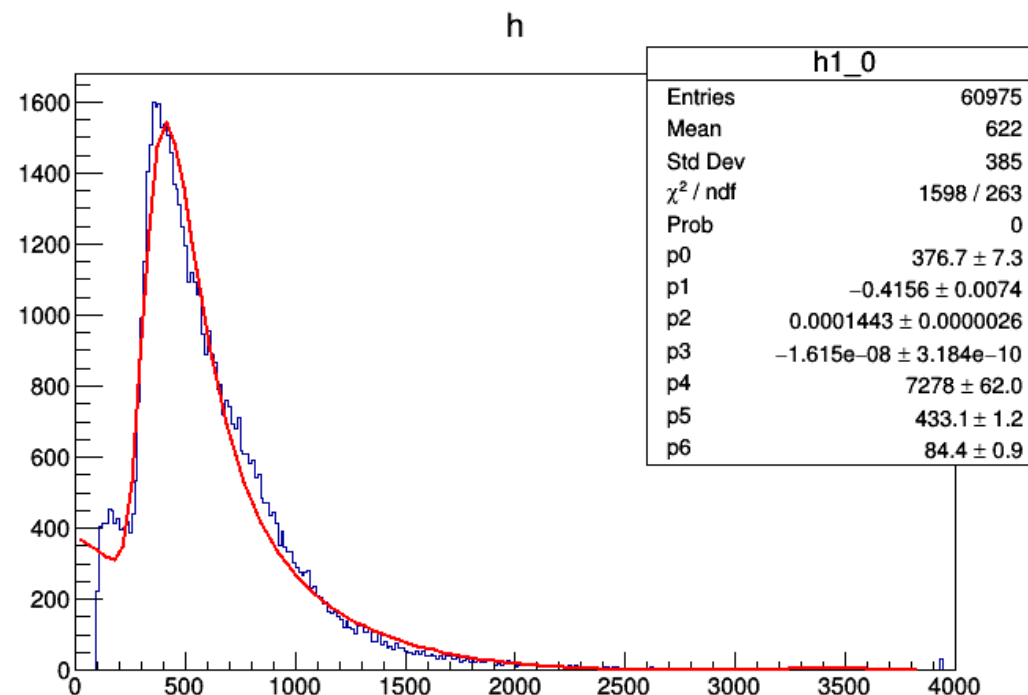 h
h1_0
Entries 60975
Mean 622
Std Dev 385
χ² / ndf 1598 / 263
Prob 0
p0 376.7 ± 7.3
p1 −0.4156 ± 0.0074
p2 0.0001443 ± 0.0000026
p3 −1.615e−08 ± 3.184e−10
p4 7278 ± 62.0
p5 433.1 ± 1.2
p6 84.4 ± 0.9
1600
1400
1200
1000
800
600
400
200
0
0 500 1000 1500 2000 2500 3000 3500 4000